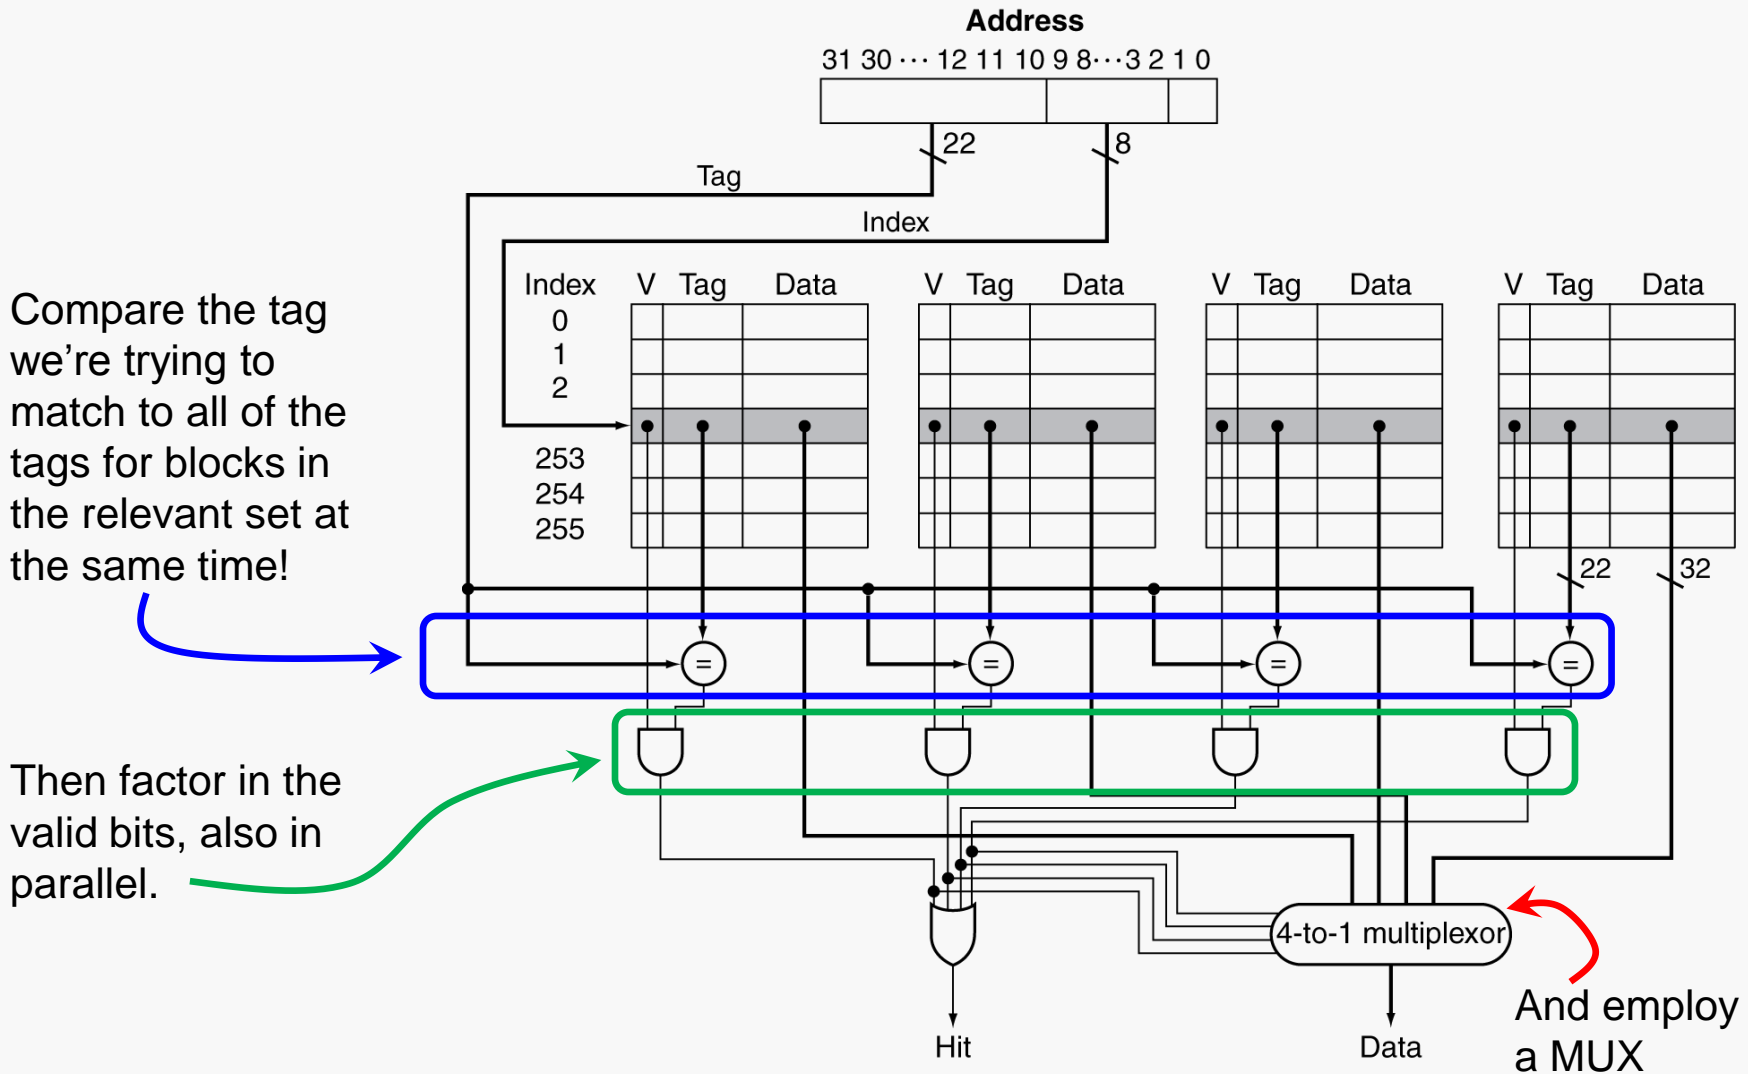 Address
31 30 ··· 12 11 10 9 8···3 2 1 0
22
8
Tag
Index
Index
V Tag Data
V Tag Data
V Tag Data
V Tag Data
0
1
2
253
254
255
22
32
Compare the tag
we’re trying to
match to all of the
tags for blocks in
the relevant set at
the same time!
= = = =
Then factor in the
valid bits, also in
parallel.
4-to-1 multiplexor
And employ
a MUX
Hit
Data